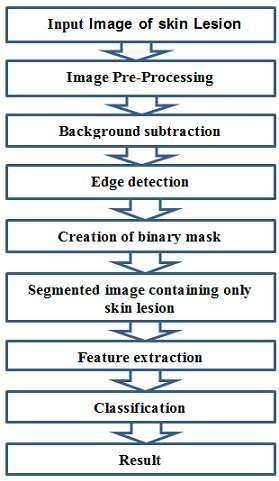 Input Image of skin Lesion
Image Pre-Processing
Background subtraction
Edge detection
Creation of binary mask
Segmented image containing only
skin lesion
Feature extraction
Classification
Result